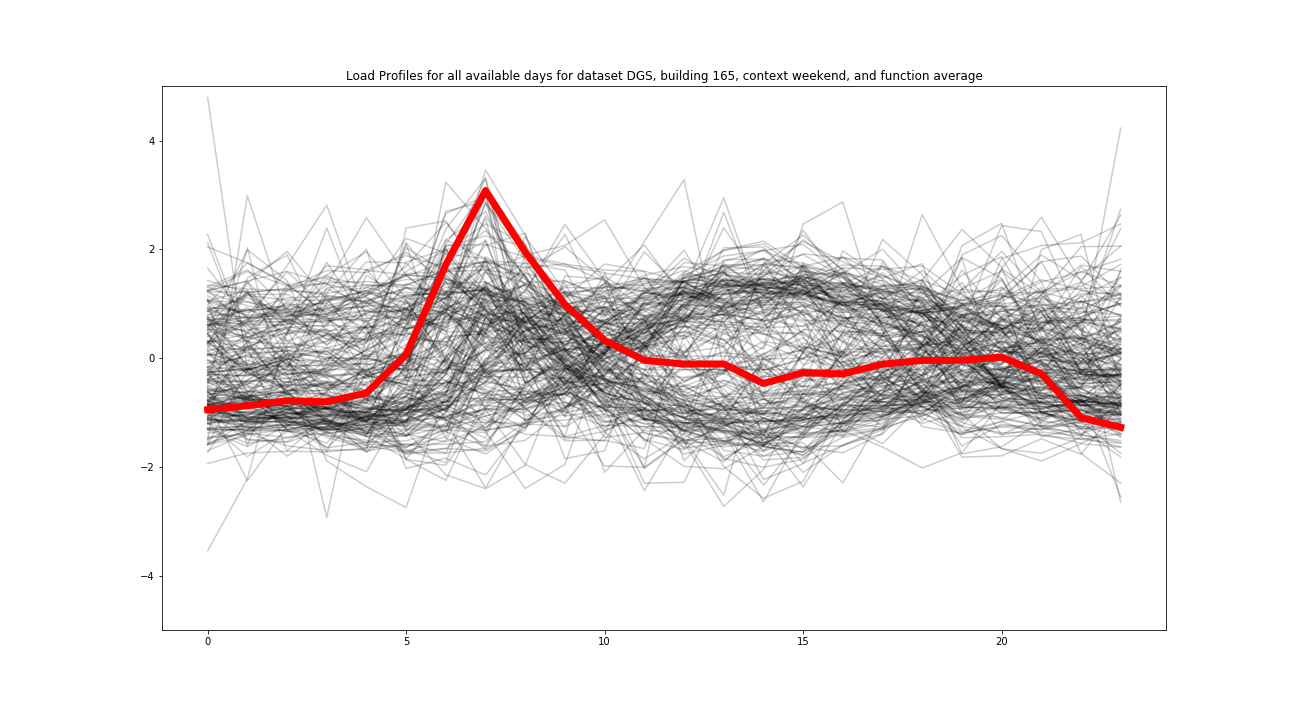 Load Profiles for all available days for dataset DGS, building 165, context weekend, and function average
4
2
0
−2
−4
0 5 10 15 20